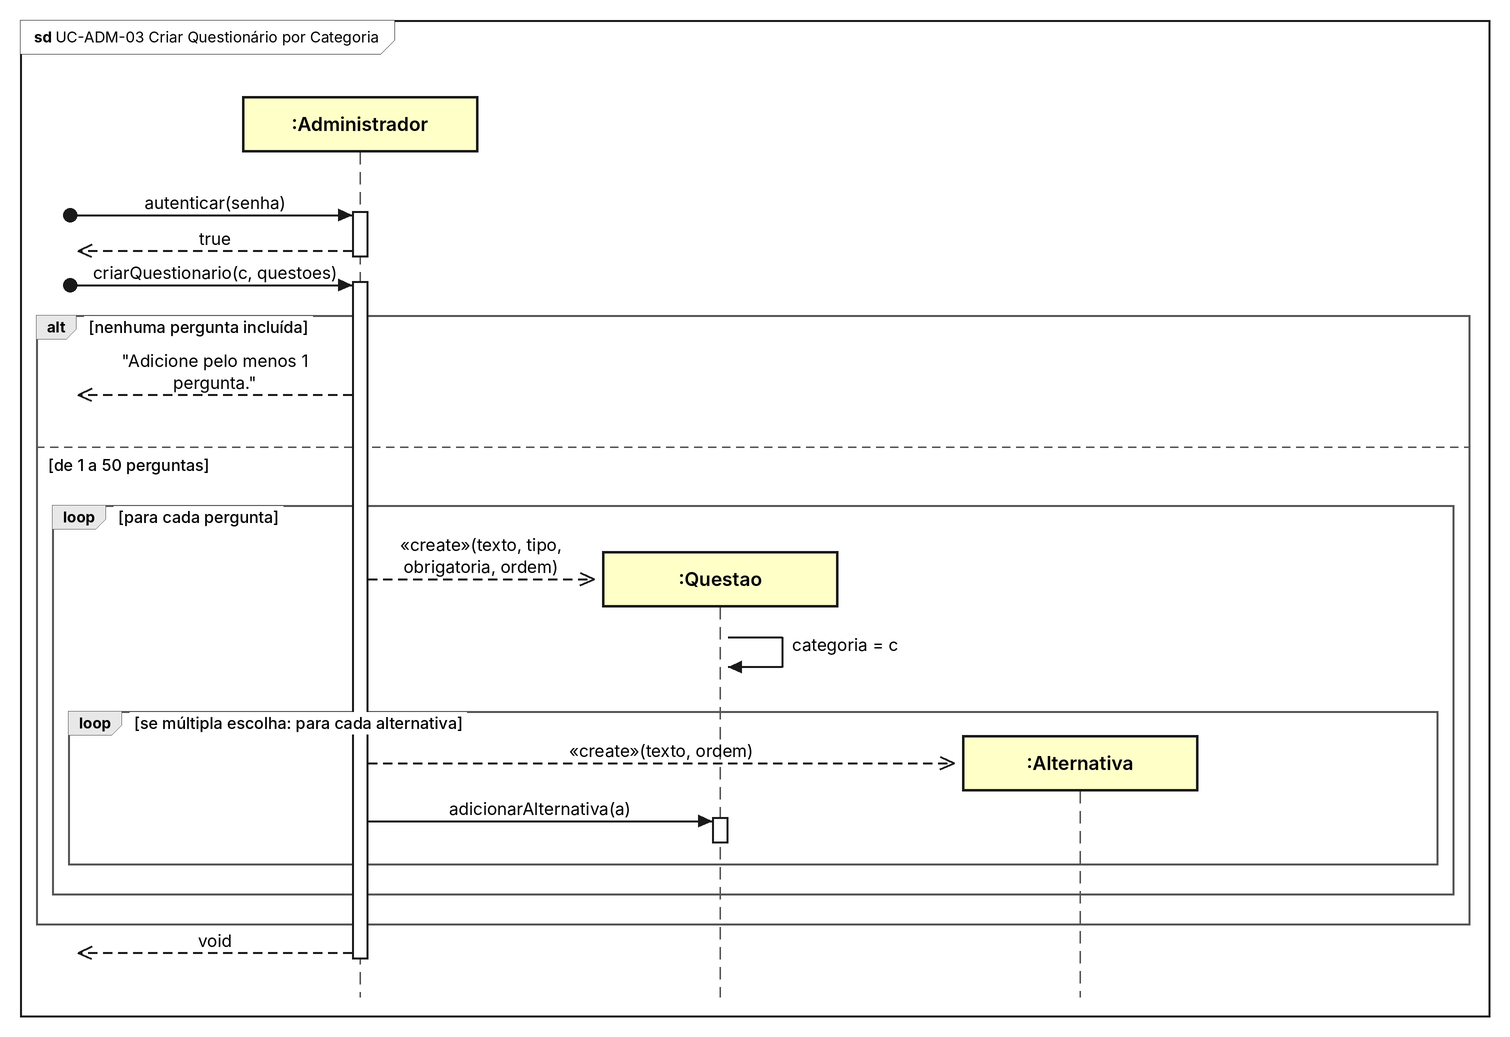 sd UC-ADM-03 Criar Questionário por Categoria
:Administrador
autenticar(senha)
true
criarQuestionario(c, questoes)
alt [nenhuma pergunta incluída]
"Adicione pelo menos 1
pergunta."
[de 1 a 50 perguntas]
loop [para cada pergunta]
«create»(texto, tipo,
obrigatoria, ordem)
:Questao
categoria = c
loop [se múltipla escolha: para cada alternativa]
«create»(texto, ordem)
:Alternativa
adicionarAlternativa(a)
void